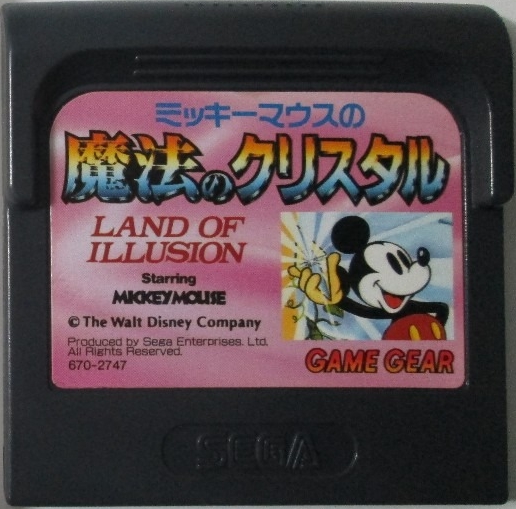 ミッキーマウスの
魔法のクリスタル
LAND OF
ILLUSION
Starring
MICKEY MOUSE
© The Walt Disney Company
Produced by Sega Enterprises. Ltd.
All Rights Reserved.
670-2747
GAME GEAR
SEGA